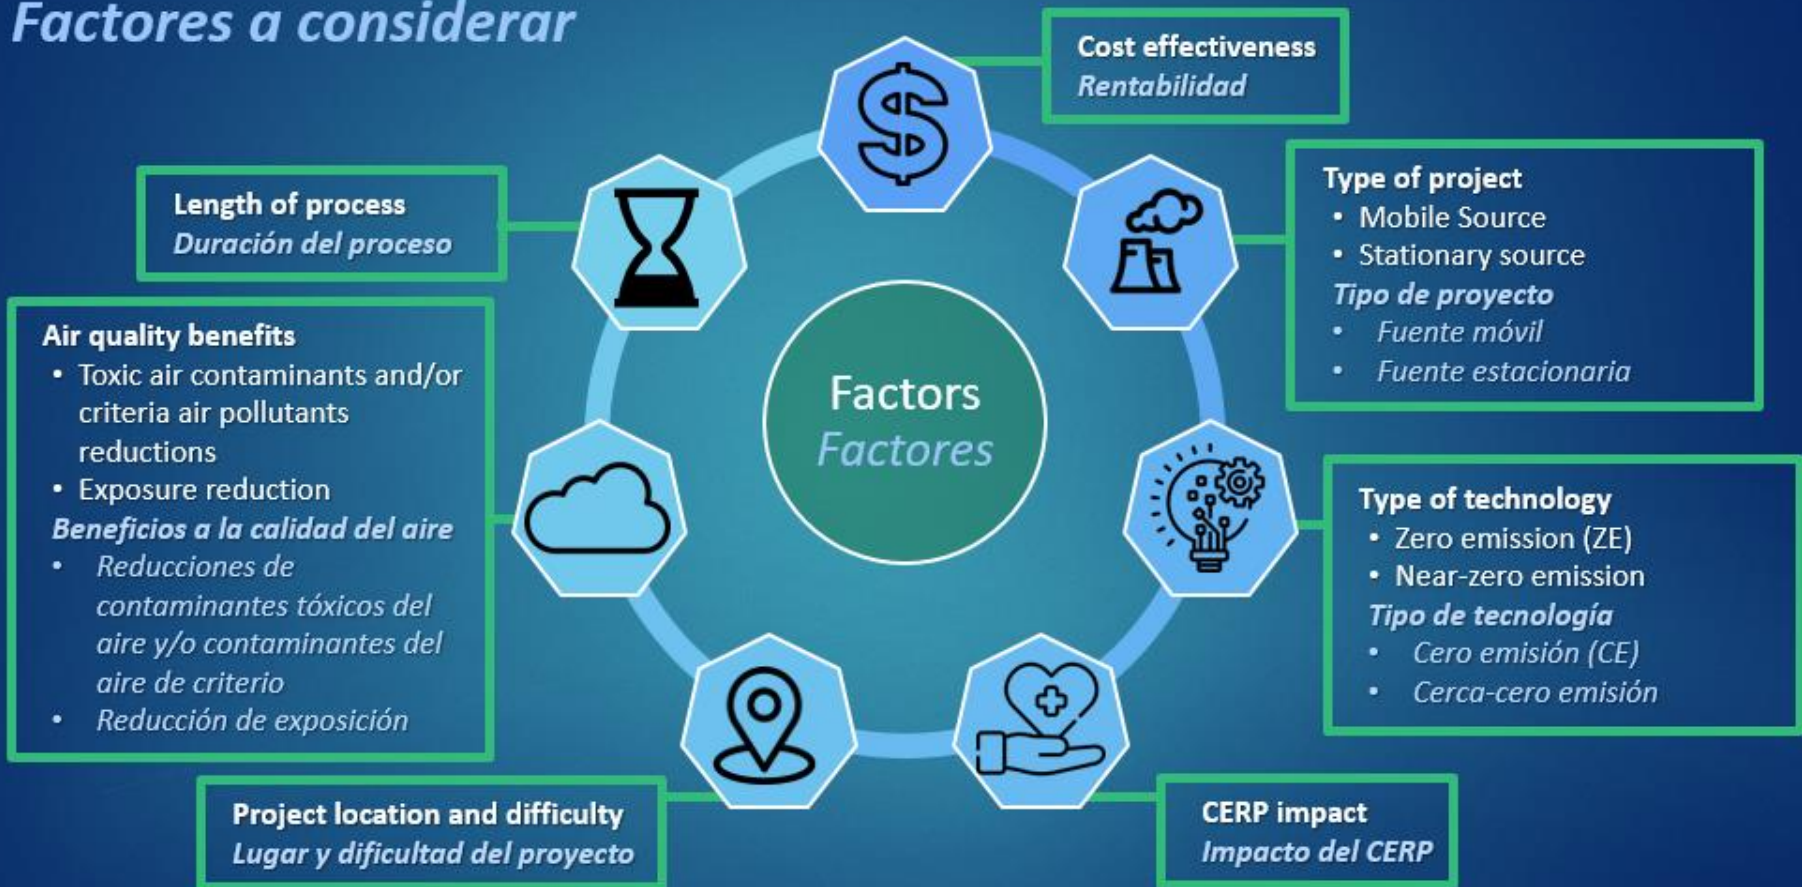 Factores a considerar
Cost effectiveness
Rentabilidad
Type of project
• Mobile Source
• Stationary source
Tipo de proyecto
• Fuente móvil
• Fuente estacionaria
Type of technology
• Zero emission (ZE)
• Near-zero emission
Tipo de tecnología
• Cero emisión (CE)
• Cerca-cero emisión
CERP impact
Impacto del CERP
Project location and difficulty
Lugar y dificultad del proyecto
Air quality benefits
• Toxic air contaminants and/or
criteria air pollutants
reductions
• Exposure reduction
Beneficios a la calidad del aire
• Reducciones de
contaminantes tóxicos del
aire y/o contaminantes del
aire de criterio
• Reducción de exposición
Length of process
Duración del proceso
Factors
Factores
$